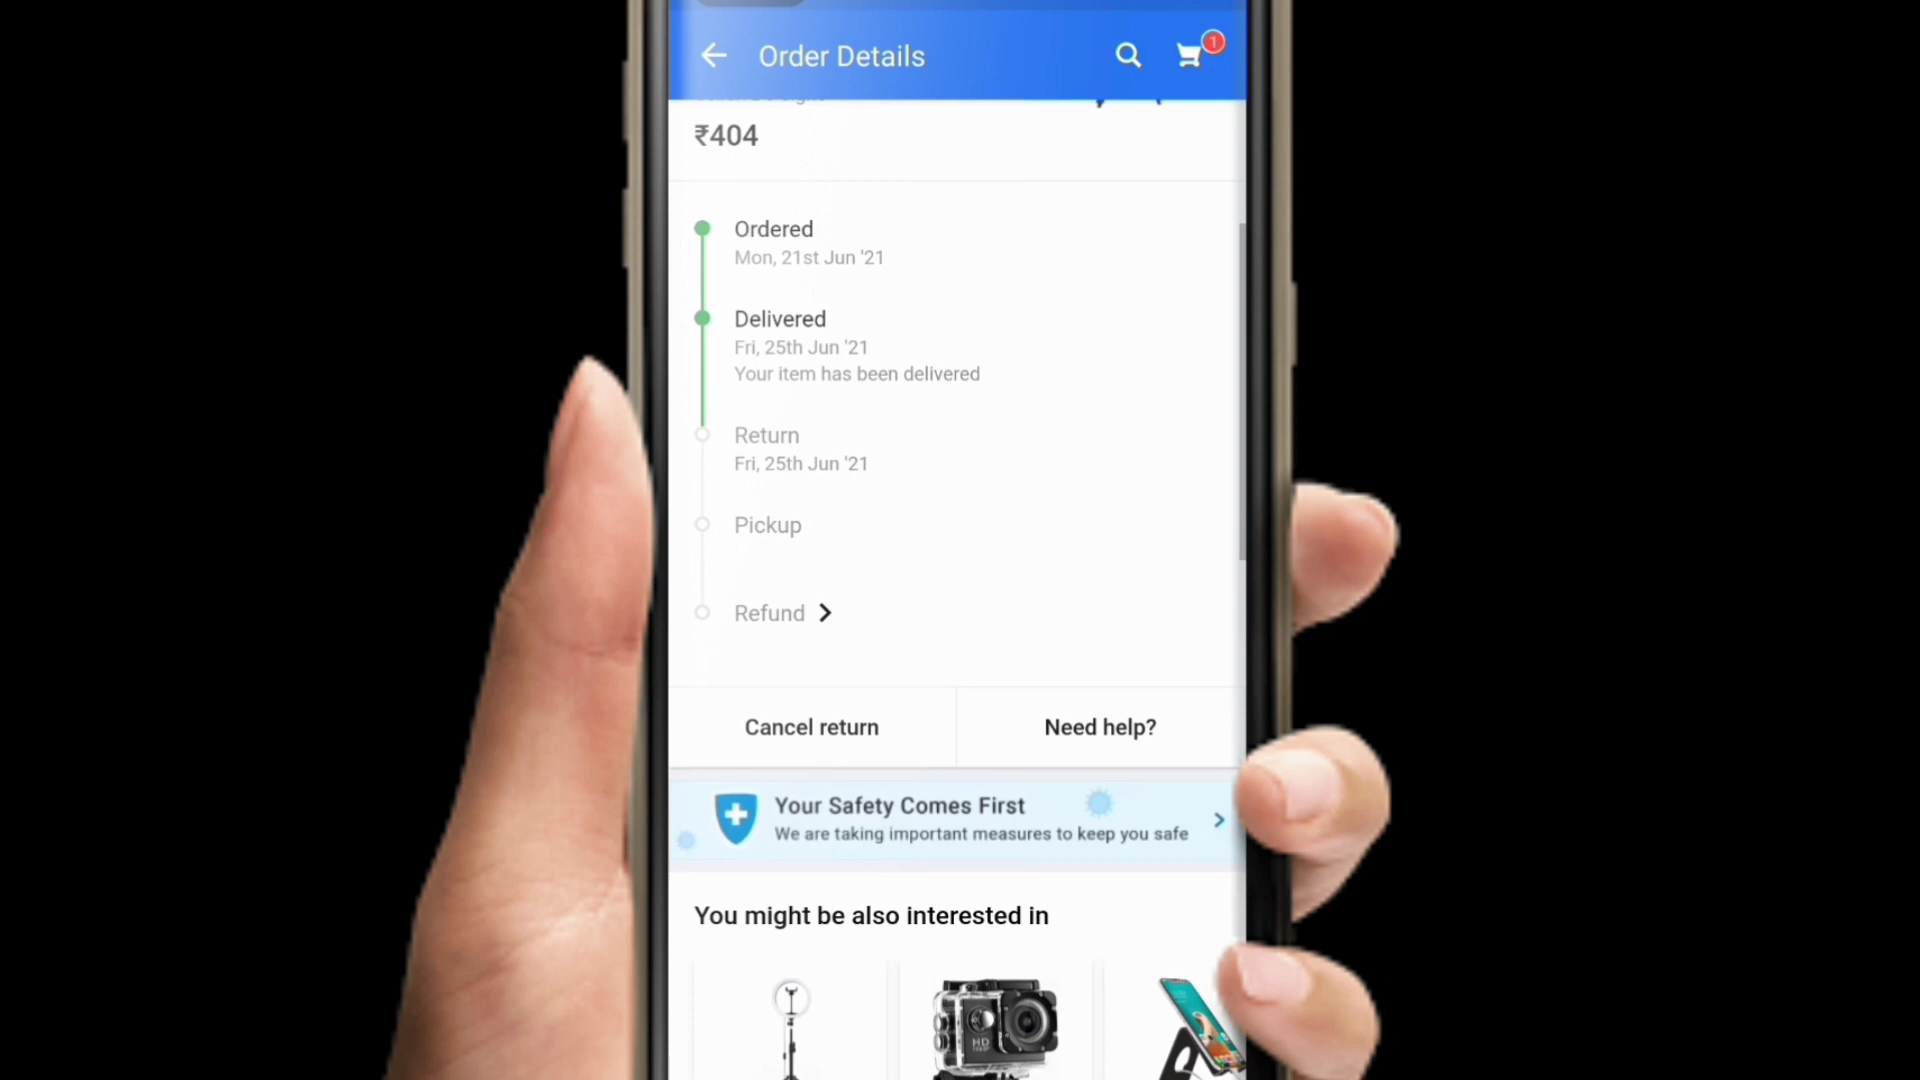 Order Details
1
₹404
Ordered
Mon, 21st Jun '21
Delivered
Fri, 25th Jun '21
Your item has been delivered
Return
Fri, 25th Jun '21
Pickup
Refund
Cancel return
Need help?
Your Safety Comes First
We are taking important measures to keep you safe
You might be also interested in
HD